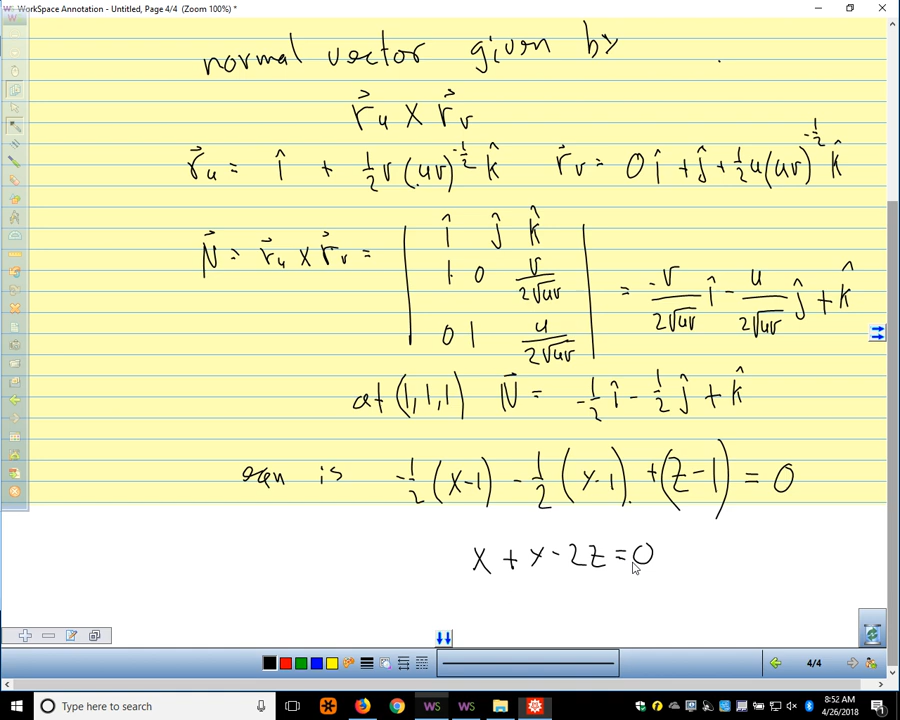 WorkSpace Annotation - Untitled, Page 4/4 (Zoom 100%) *
normal vector given by
r⃗ᵤ × r⃗ᵥ
r⃗ᵤ = î + ½v(uv)^(-½) k̂    r⃗ᵥ = 0î + ĵ + ½u(uv)^(-½) k̂
N⃗ = r⃗ᵤ × r⃗ᵥ = | î ĵ k̂ ; 1 0 v/(2√uv) ; 0 1 u/(2√uv) | = -v/(2√uv) î - u/(2√uv) ĵ + k̂
at (1,1,1) N⃗ = -½ î - ½ ĵ + k̂
eqn is -½(x-1) - ½(y-1) + (z-1) = 0
x + y - 2z = 0
4/4
Type here to search
WS WS
8:52 AM
4/26/2018